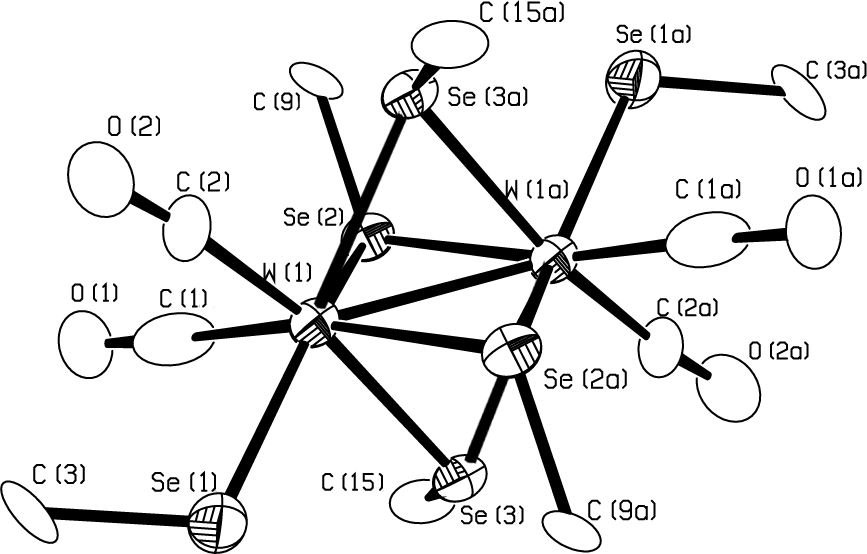 C(15a)
Se(1a)
C(3a)
C(9)
Se(3a)
O(2)
C(2)
W(1a)
C(1a)
O(1a)
Se(2)
W(1)
O(1)
C(1)
C(2a)
O(2a)
Se(2a)
C(3)
Se(1)
C(15)
Se(3)
C(9a)